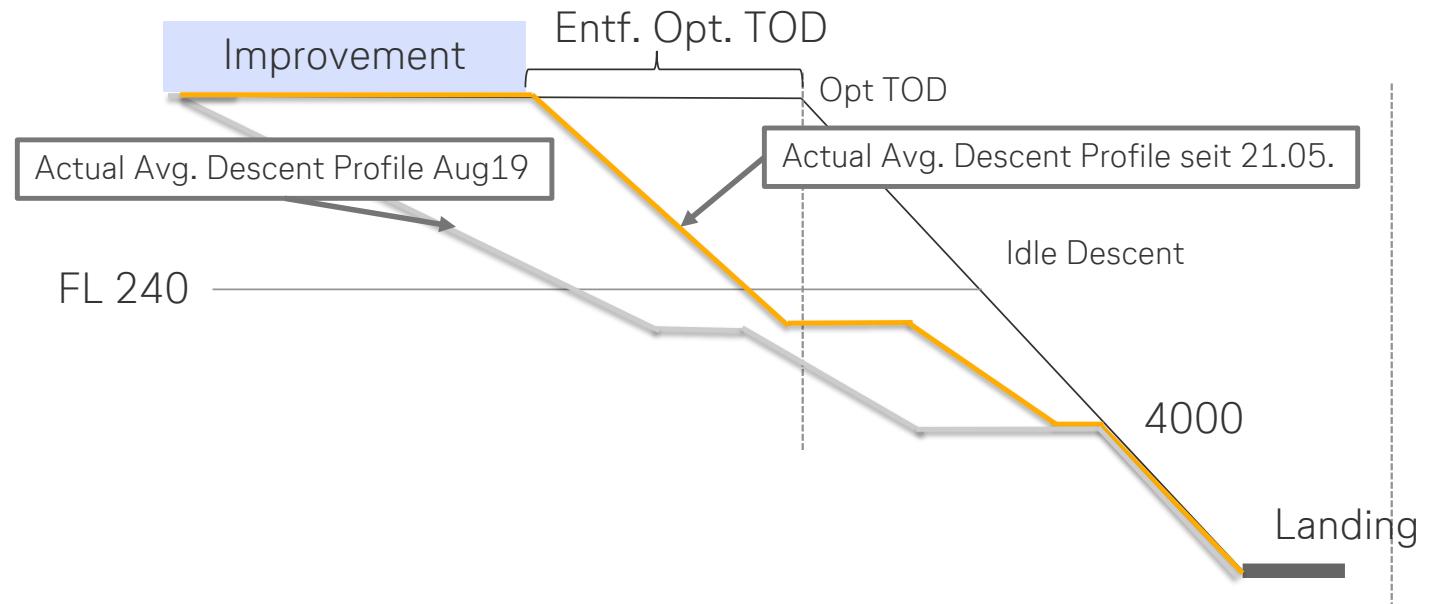 Entf. Opt. TOD
Improvement
Opt TOD
Actual Avg. Descent Profile Aug19
Actual Avg. Descent Profile seit 21.05.
Idle Descent
FL 240
4000
Landing